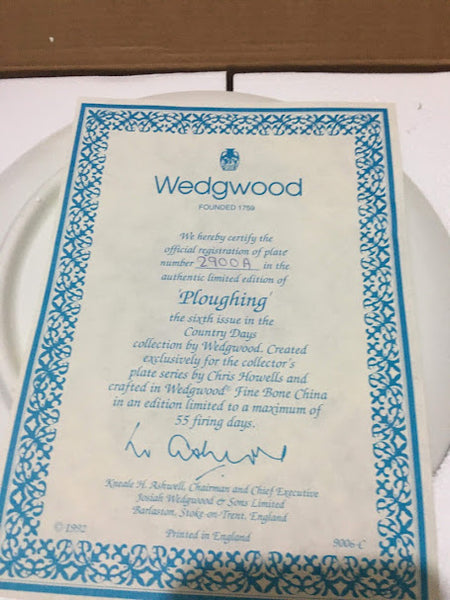 Wedgwood
FOUNDED 1759
We hereby certify the
official registration of plate
number 2900A in the
authentic limited edition of
'Ploughing'
the sixth issue in the
Country Days
collection by Wedgwood. Created
exclusively for the collector's
plate series by Chris Howells and
crafted in Wedgwood® Fine Bone China
in an edition limited to a maximum of
55 firing days.
Kneale H. Ashwell, Chairman and Chief Executive
Josiah Wedgwood & Sons Limited
Barlaston, Stoke-on-Trent, England
© 1992
Printed in England
9006-C